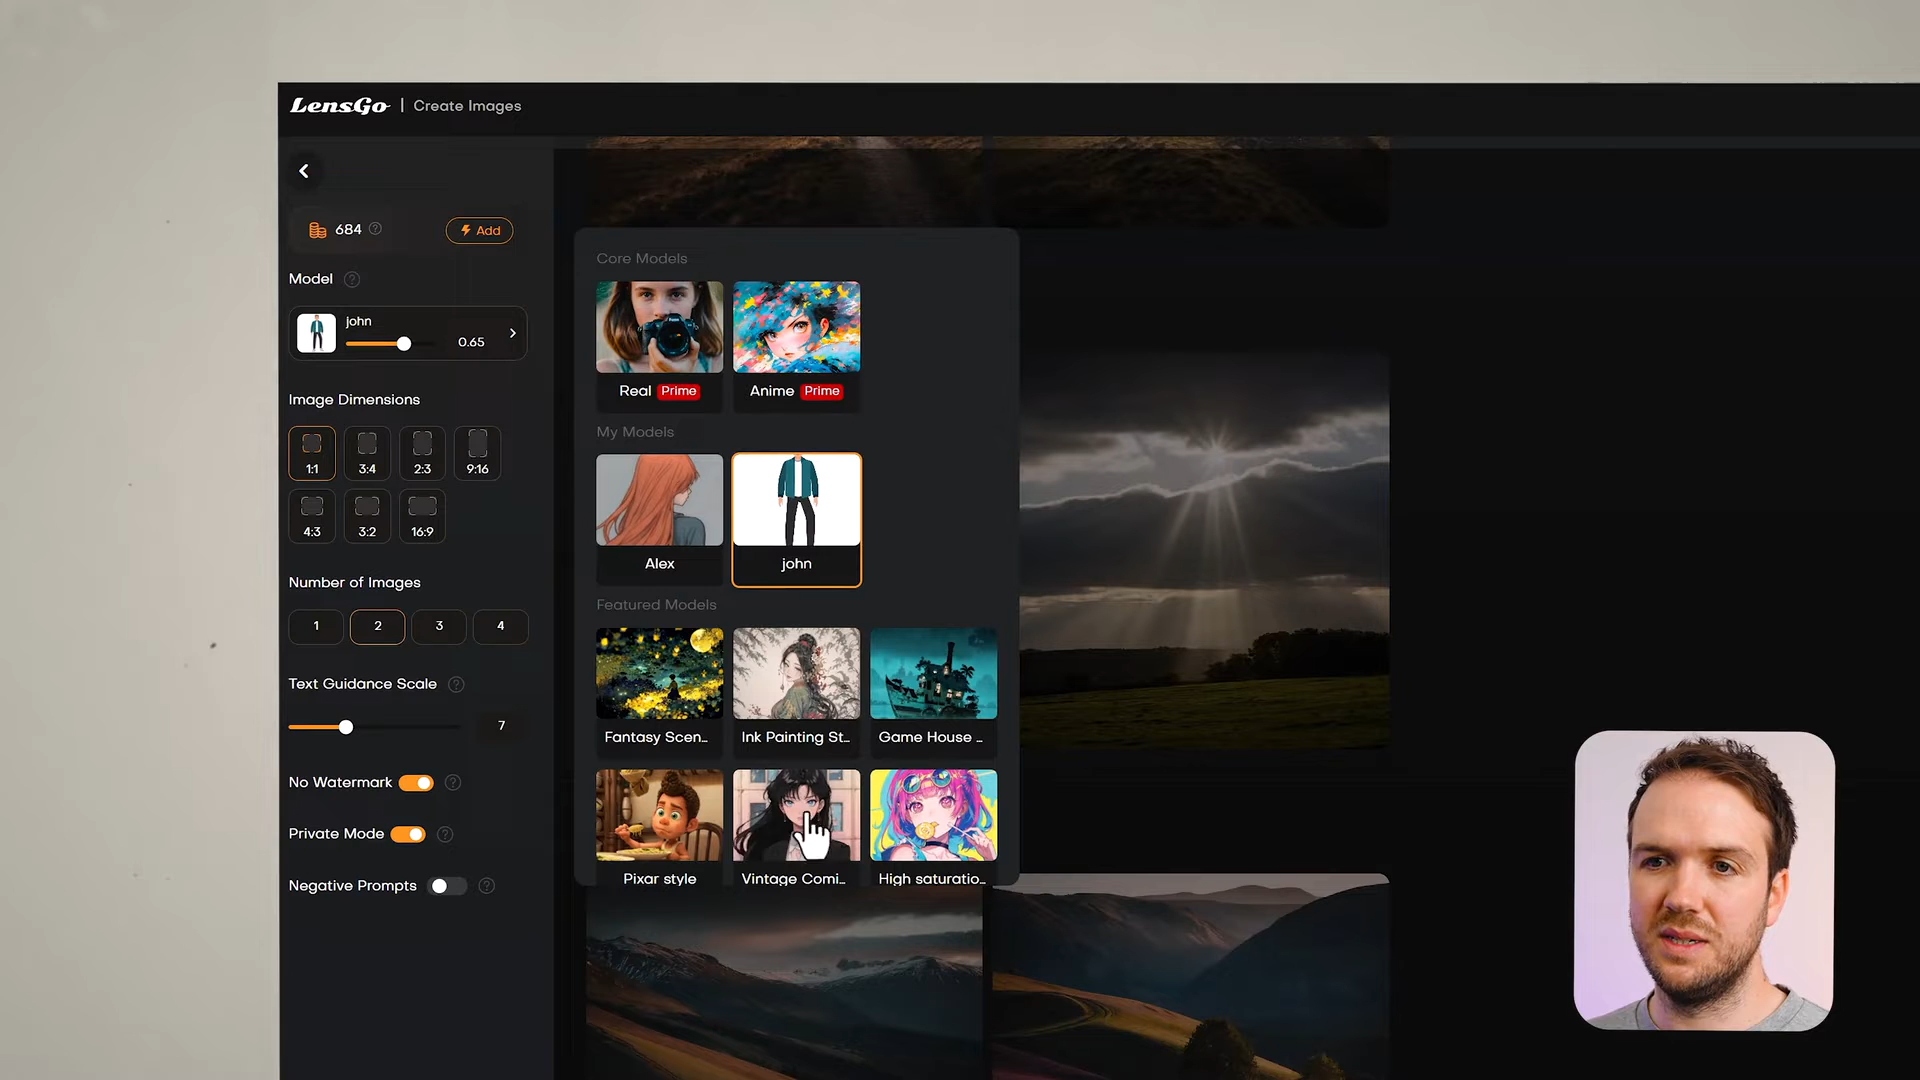 LensGo | Create Images
684
Add
Model
john
0.65
Image Dimensions
1:1
3:4
2:3
9:16
4:3
3:2
16:9
Number of Images
1
2
3
4
Text Guidance Scale
7
No Watermark
Private Mode
Negative Prompts
Core Models
Real Prime
Anime Prime
My Models
Alex
john
Featured Models
Fantasy Scen...
Ink Painting St...
Game House ...
Pixar style
Vintage Comi...
High saturatio...